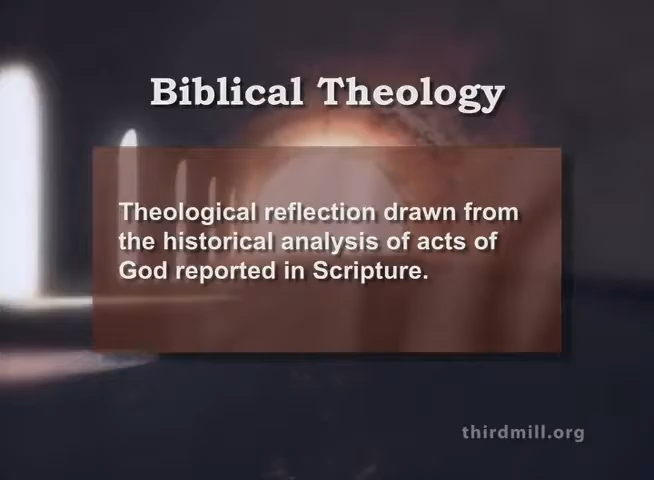 Biblical Theology
Theological reflection drawn from
the historical analysis of acts of
God reported in Scripture.
thirdmill.org